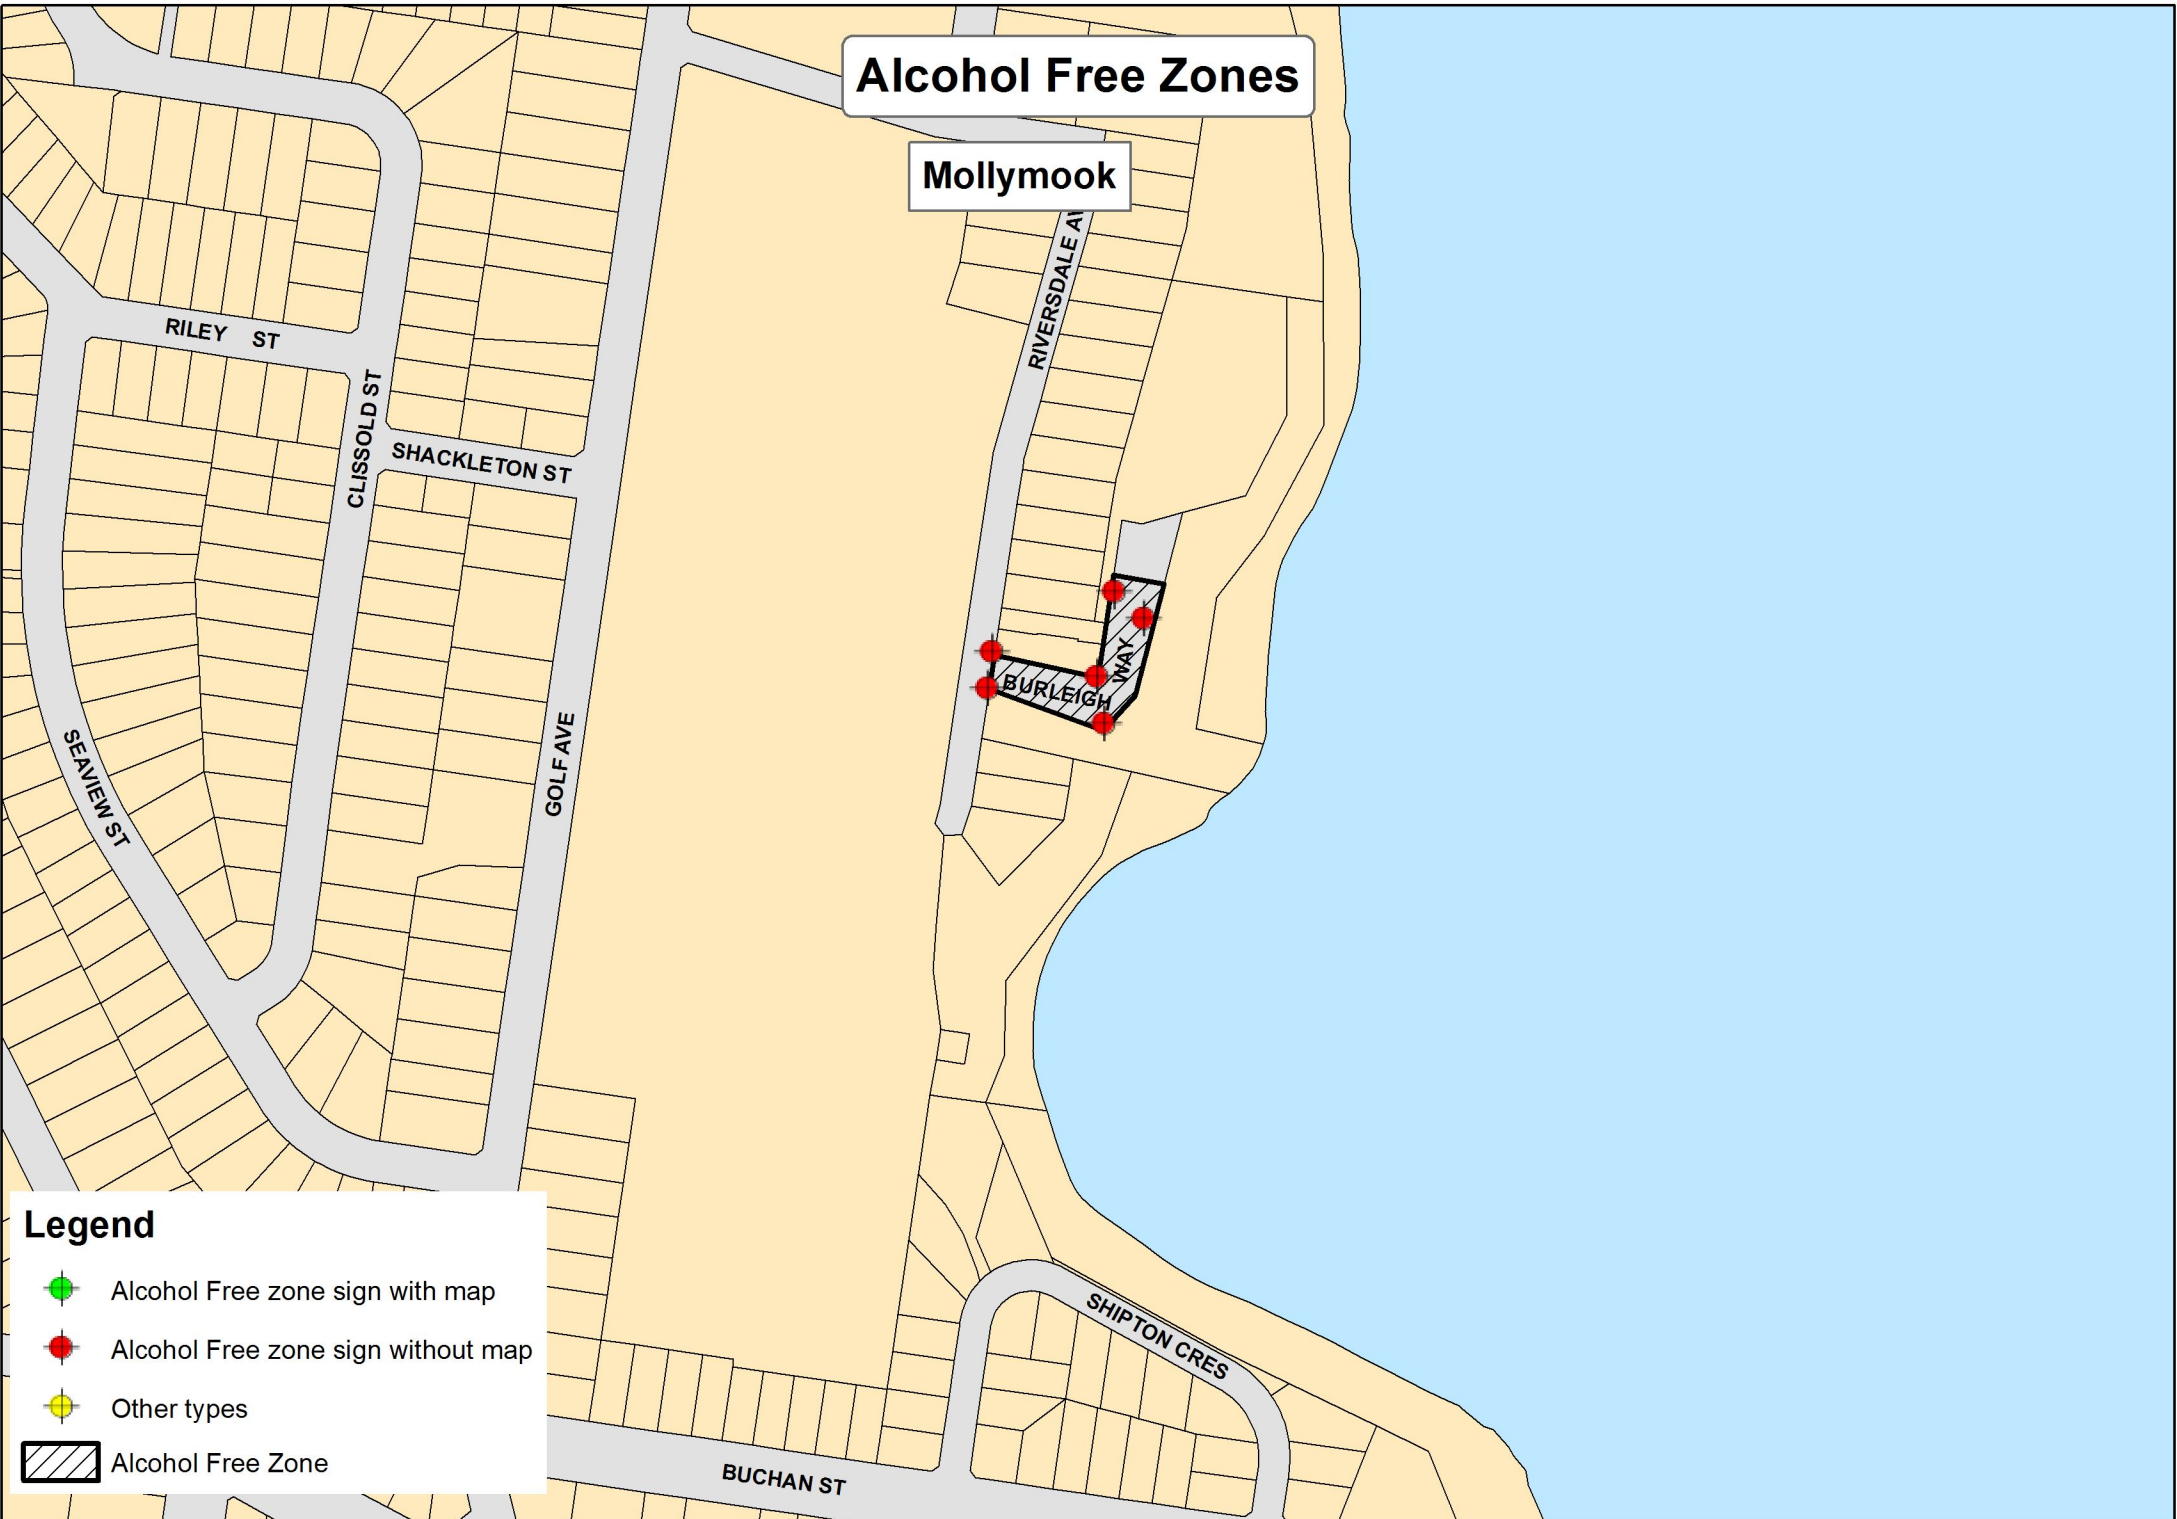 Alcohol Free Zones
Mollymook
RIVERSDALE AV
RILEY ST
CLISSOLD ST
SHACKLETON ST
WAY
BURLEIGH
GOLF AVE
SEAVIEW ST
SHIPTON CRES
BUCHAN ST
Legend
Alcohol Free zone sign with map
Alcohol Free zone sign without map
Other types
Alcohol Free Zone